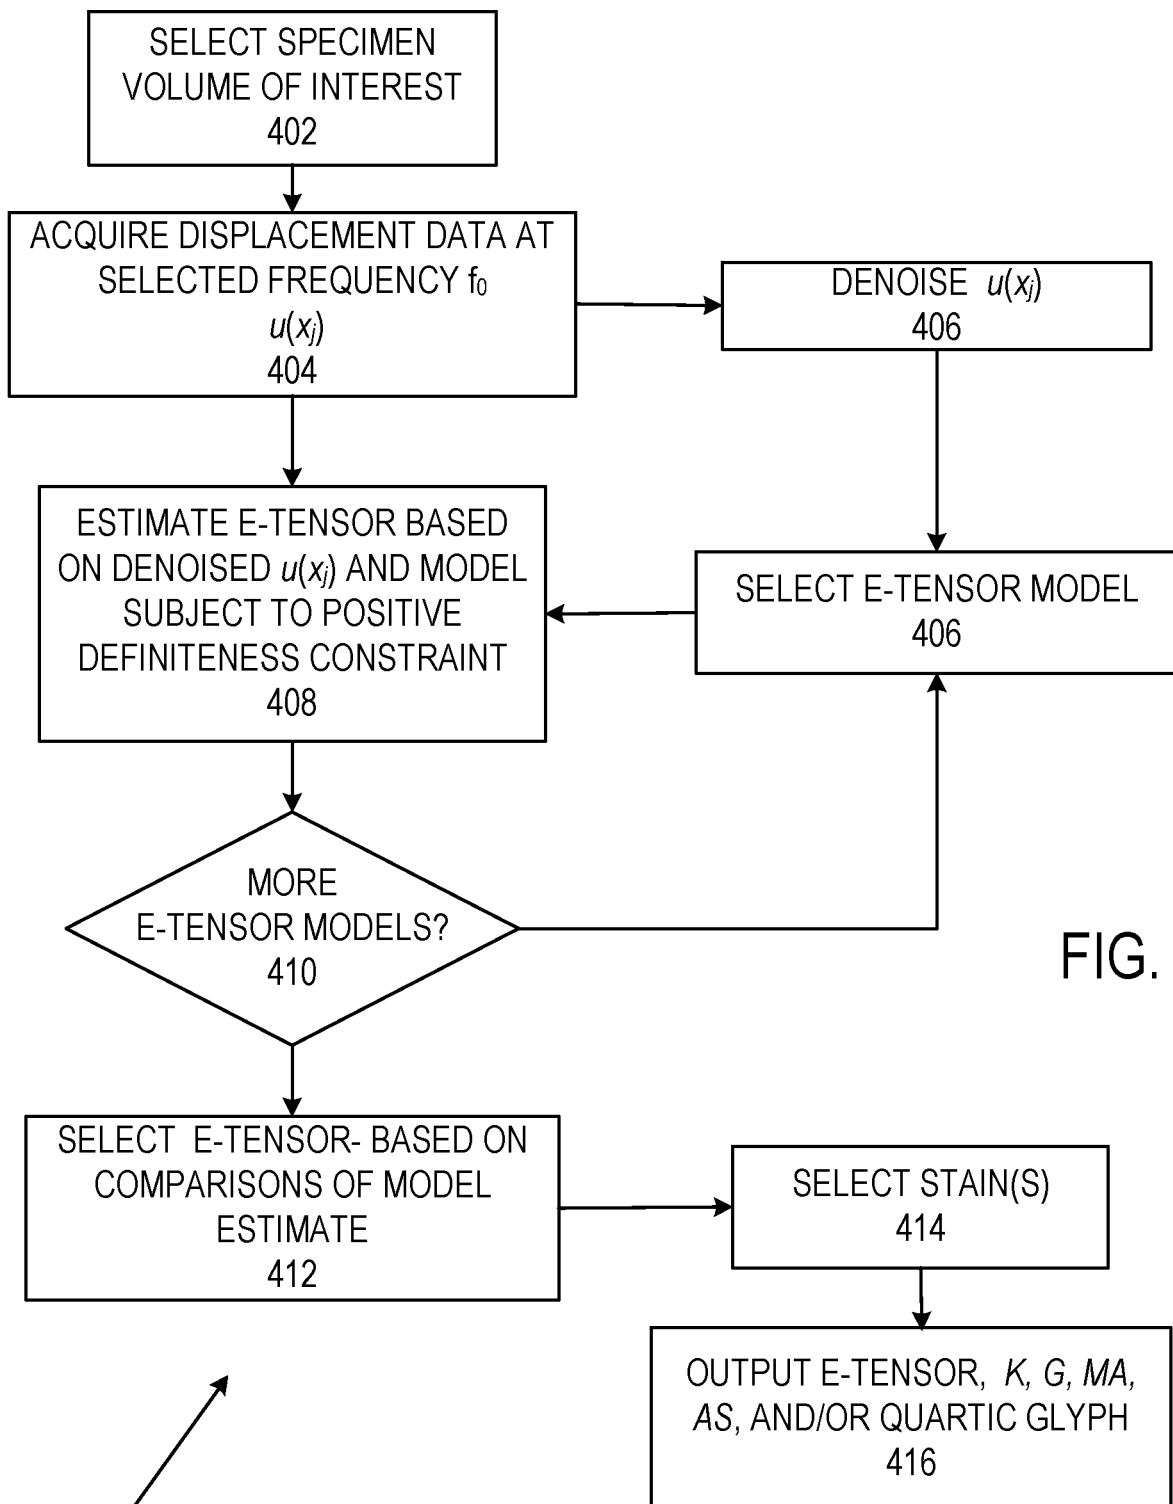 SELECT SPECIMEN
VOLUME OF INTEREST
402
ACQUIRE DISPLACEMENT DATA AT
SELECTED FREQUENCY f₀
u(xⱼ)
404
DENOISE u(xⱼ)
406
ESTIMATE E-TENSOR BASED
ON DENOISED u(xⱼ) AND MODEL
SUBJECT TO POSITIVE
DEFINITENESS CONSTRAINT
408
SELECT E-TENSOR MODEL
406
MORE
E-TENSOR MODELS?
410
FIG.
SELECT E-TENSOR- BASED ON
COMPARISONS OF MODEL
ESTIMATE
412
SELECT STAIN(S)
414
OUTPUT E-TENSOR, K, G, MA,
AS, AND/OR QUARTIC GLYPH
416